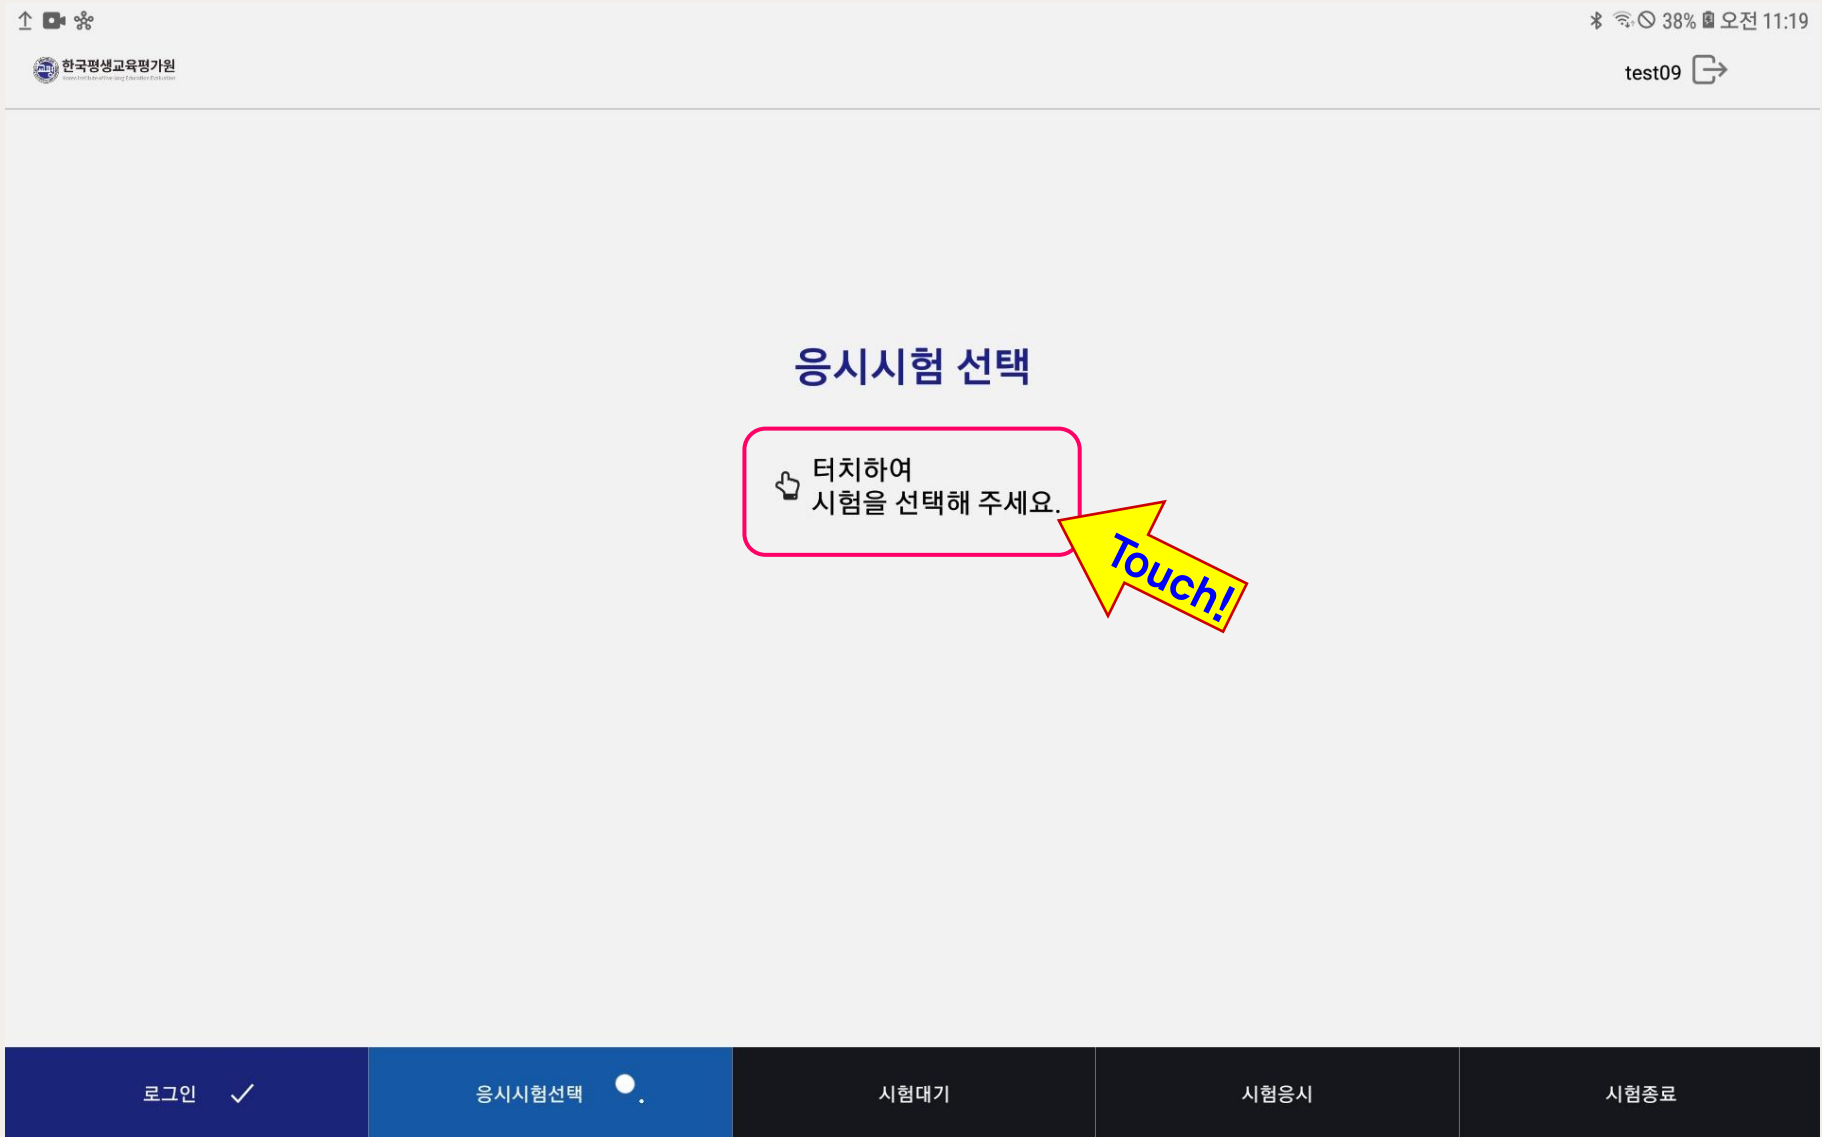 38% 오전 11:19
한국평생교육평가원
test09
응시시험 선택
터치하여
시험을 선택해 주세요.
Touch!
로그인
응시시험선택
시험대기
시험응시
시험종료